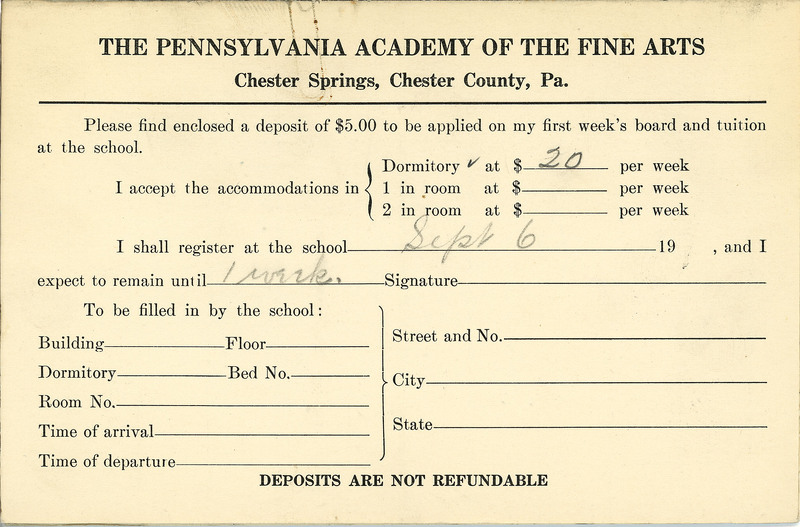 THE PENNSYLVANIA ACADEMY OF THE FINE ARTS
Chester Springs, Chester County, Pa.
Please find enclosed a deposit of $5.00 to be applied on my first week's board and tuition
at the school.
I accept the accommodations in
Dormitory ✓ at $ 20 per week
1 in room at $ per week
2 in room at $ per week
I shall register at the school Sept 6 19 , and I
expect to remain until 1 week. Signature
To be filled in by the school:
Building Floor
Dormitory Bed No.
Room No.
Time of arrival
Time of departure
Street and No.
City
State
DEPOSITS ARE NOT REFUNDABLE